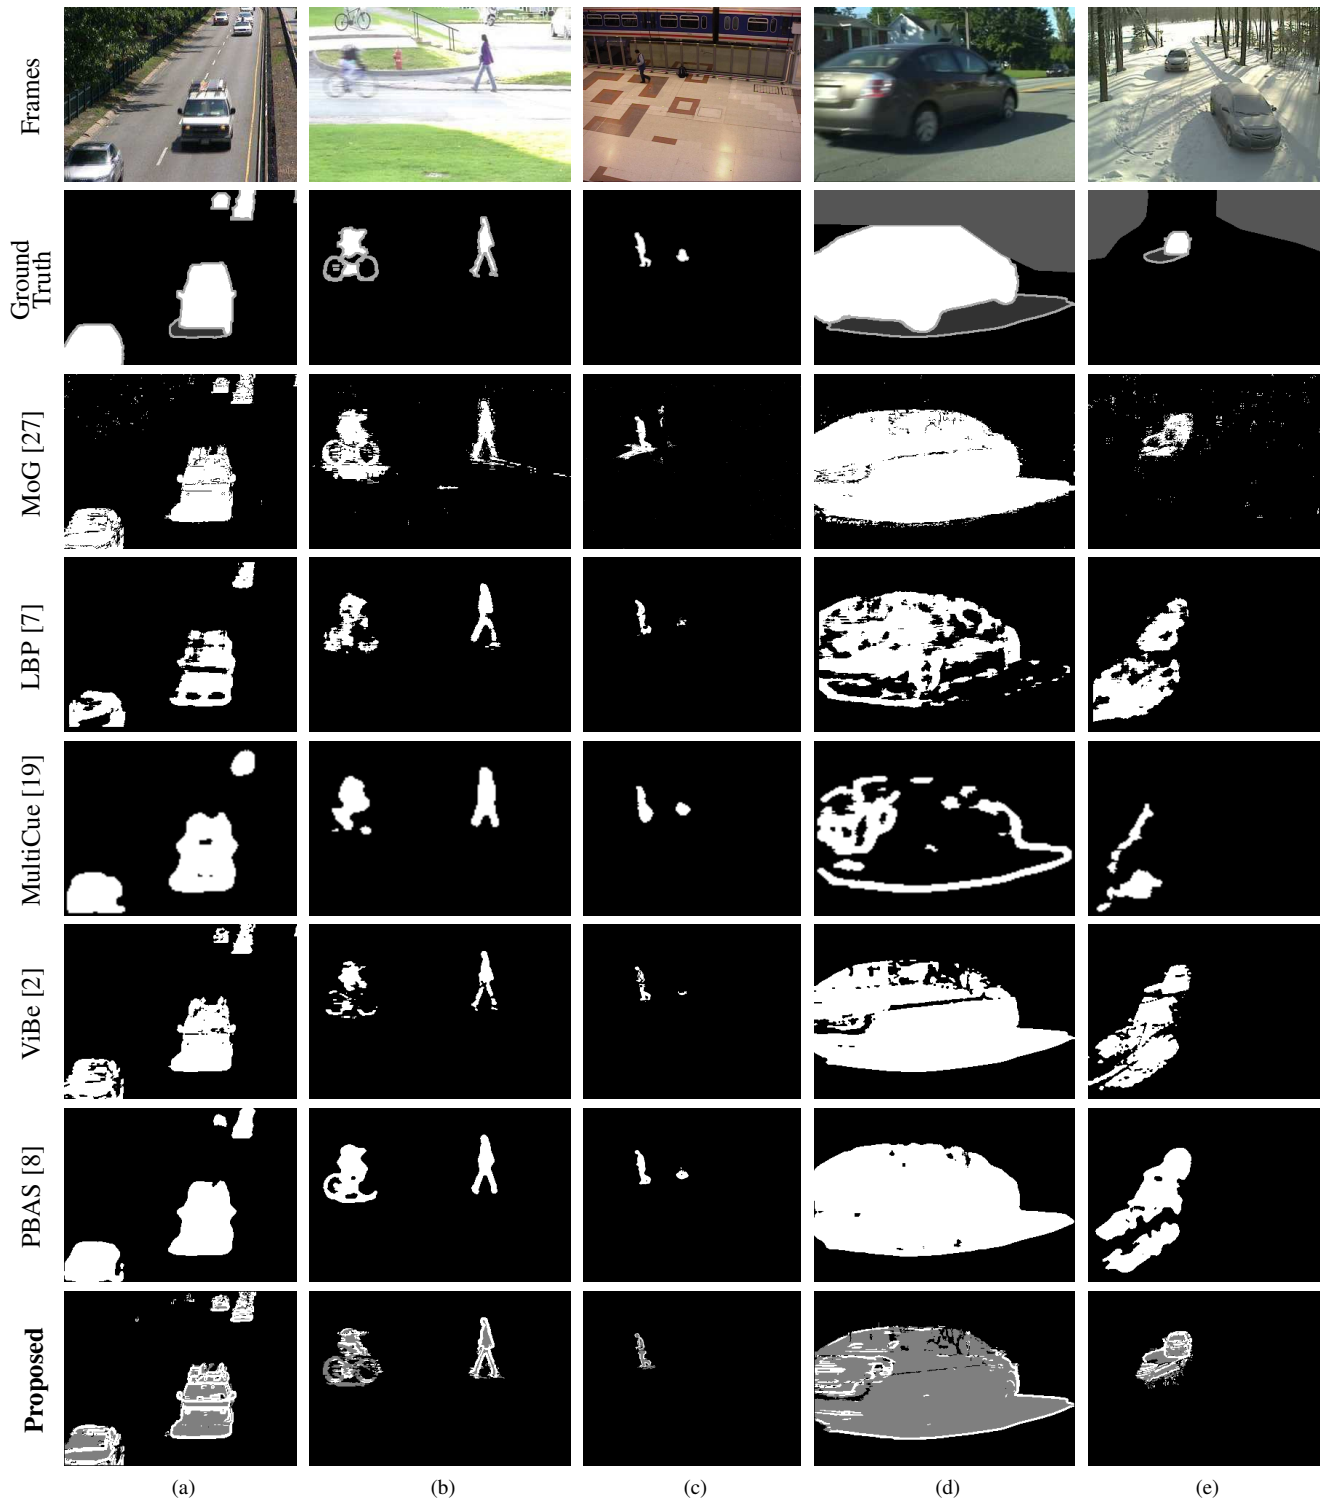 Frames
Ground
Truth
MoG [27]
LBP [7]
MultiCue [19]
ViBe [2]
PBAS [8]
Proposed
(a)
(b)
(c)
(d)
(e)